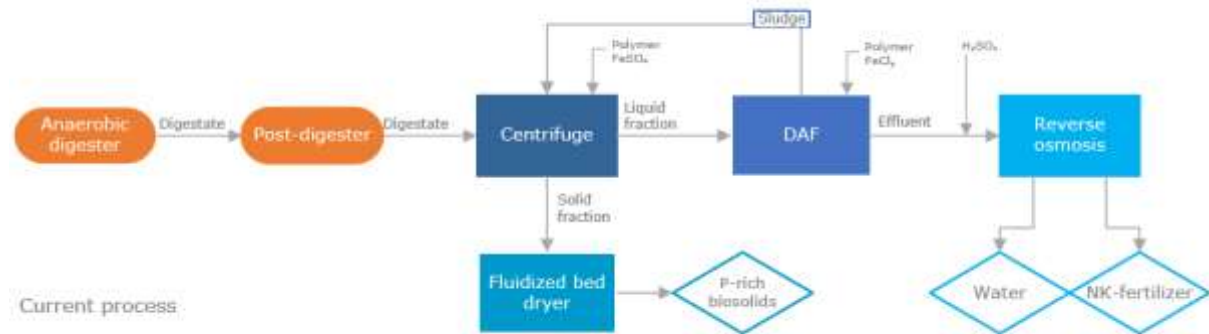 Sludge
Polymer
FeSO₄
Polymer
FeCl₃
H₂SO₄
Anaerobic
digester
Digestate
Post-digester
Digestate
Centrifuge
Liquid
fraction
DAF
Effluent
Reverse
osmosis
Solid
fraction
Fluidized bed
dryer
P-rich
biosolids
Water
NK-fertilizer
Current process